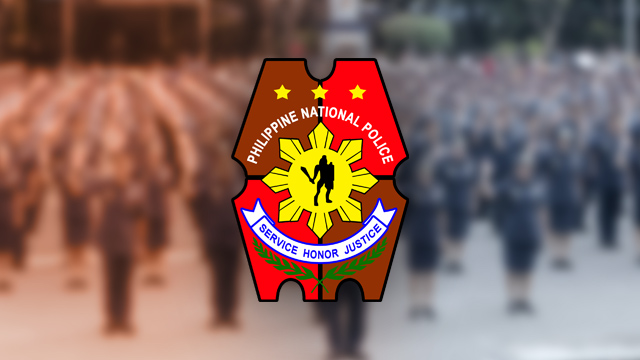 PHILIPPINE NATIONAL POLICE
SERVICE HONOR JUSTICE